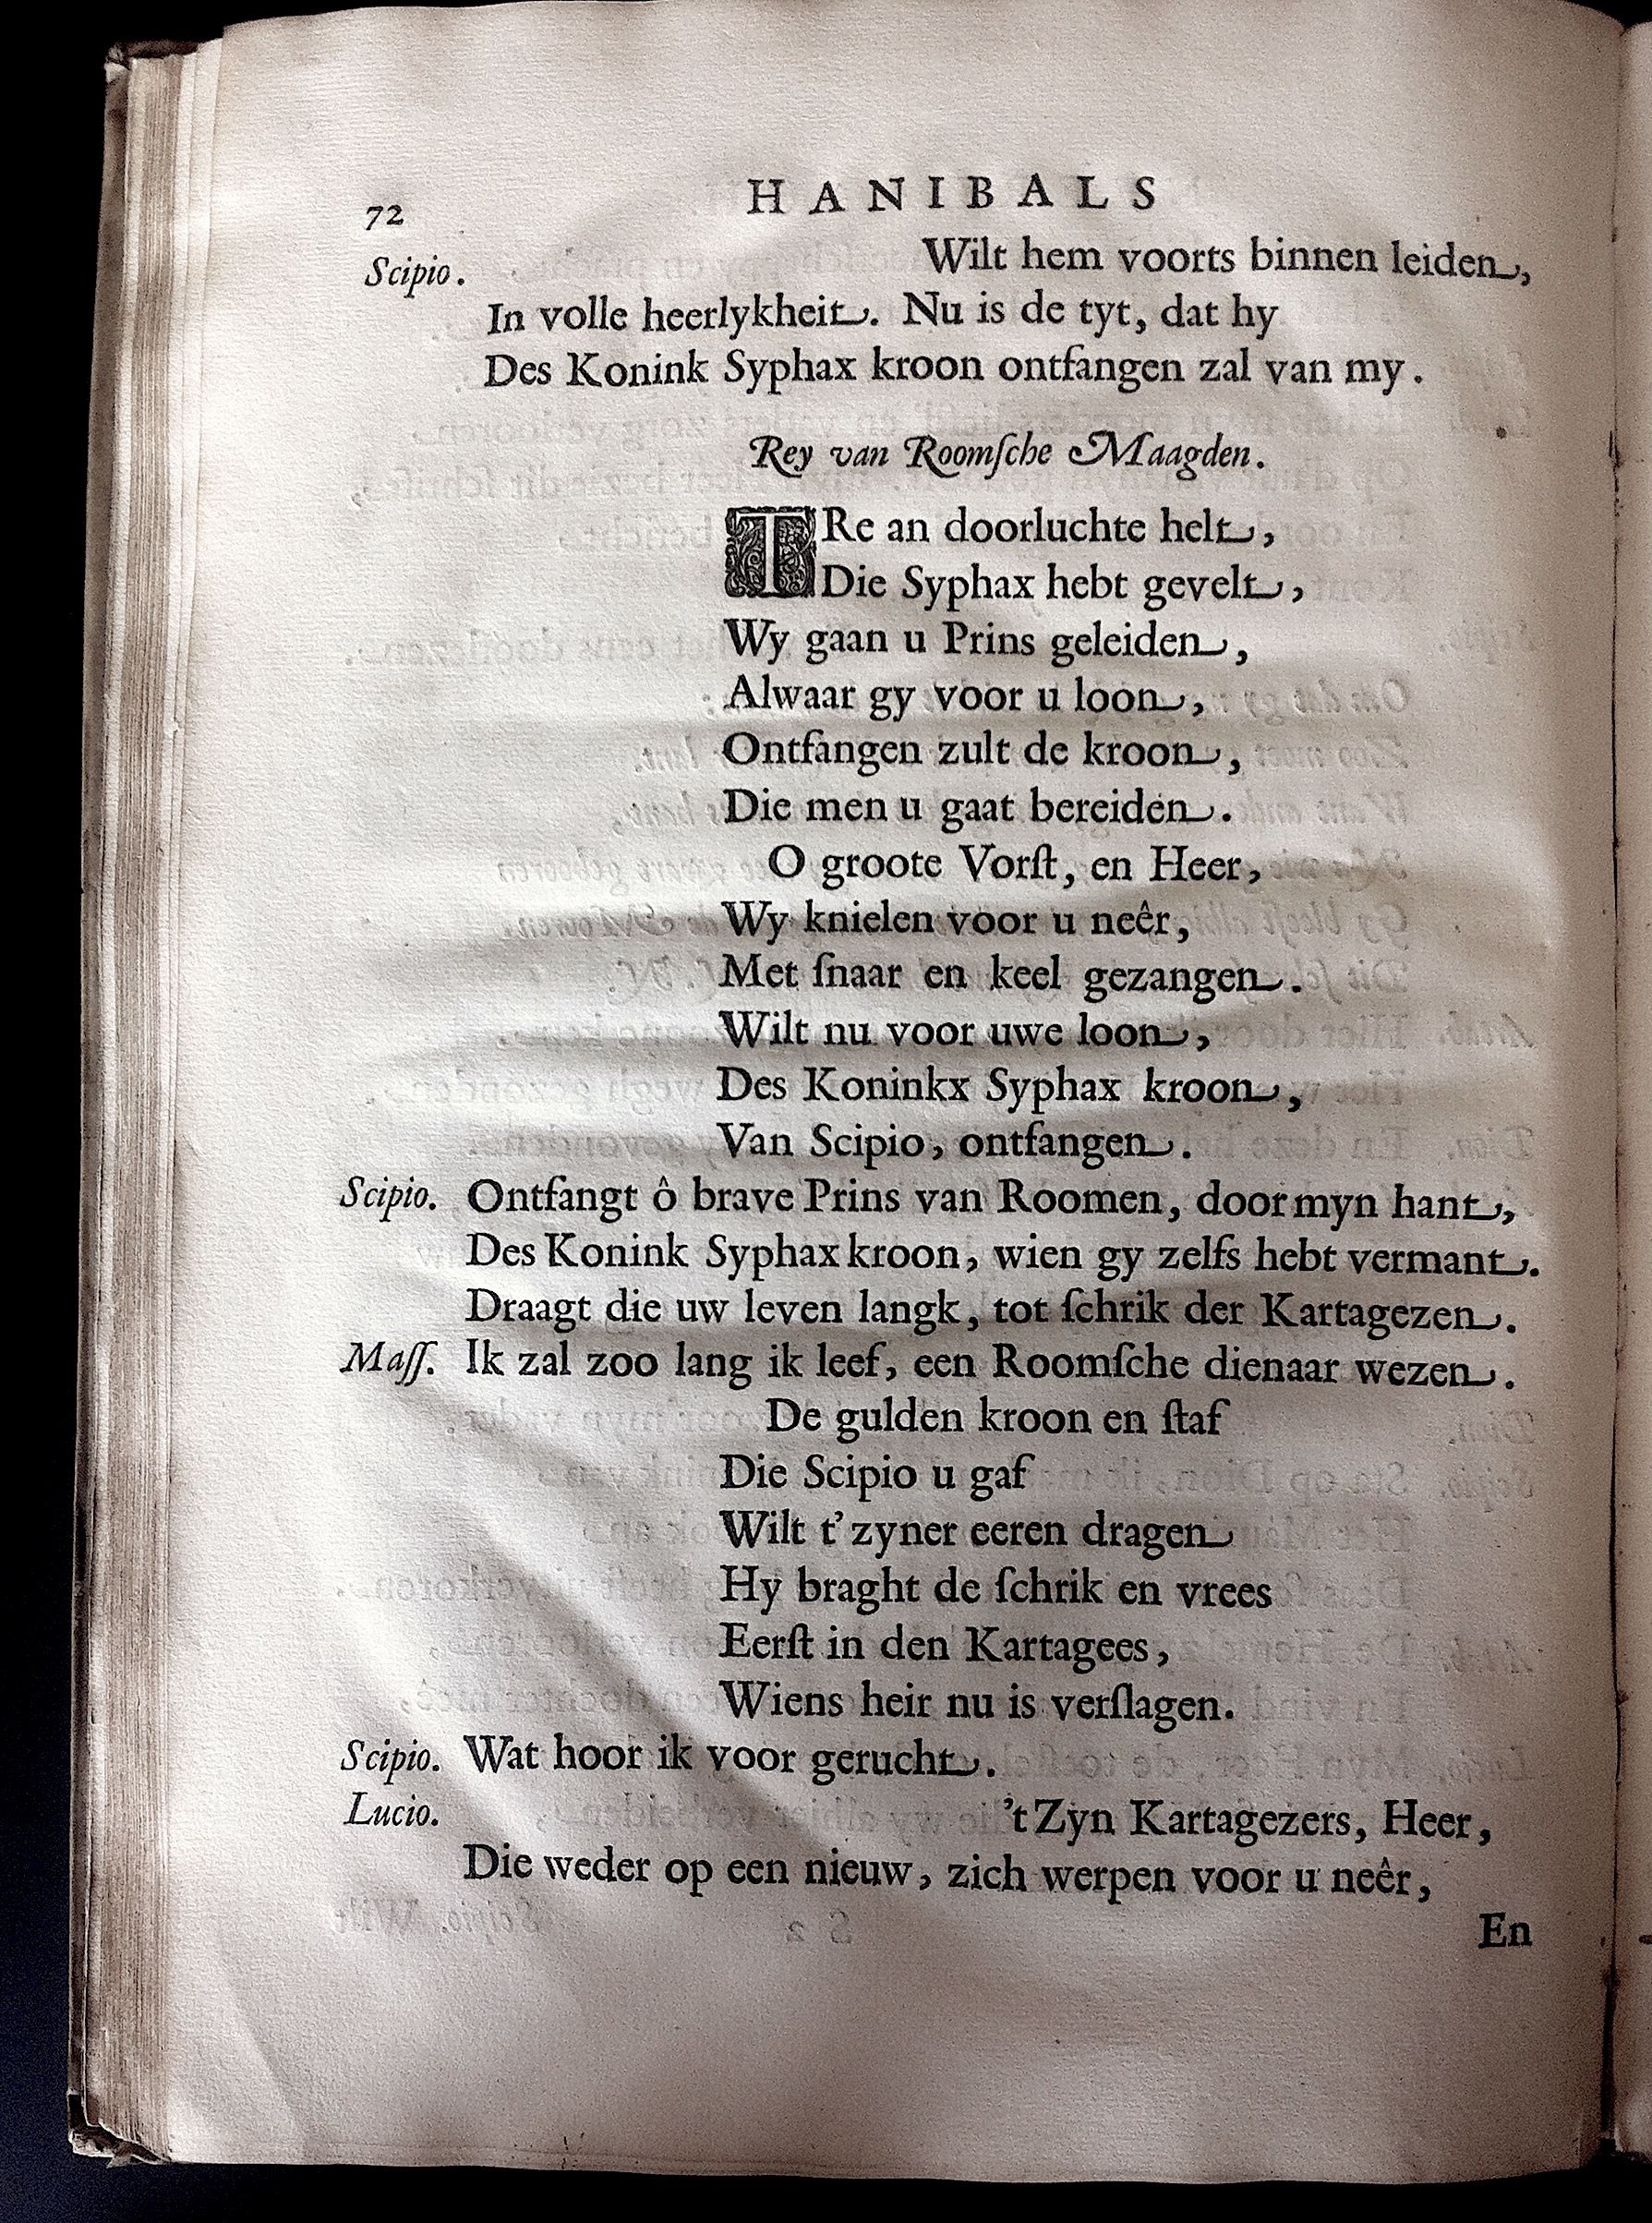 72 HANIBALS
Scipio. Wilt hem voorts binnen leiden,
In volle heerlykheit. Nu is de tyt, dat hy
Des Konink Syphax kroon ontfangen zal van my.
Rey van Roomſche Maagden.
TRe an doorluchte helt,
Die Syphax hebt gevelt,
Wy gaan u Prins geleiden,
Alwaar gy voor u loon,
Ontfangen zult de kroon,
Die men u gaat bereiden.
O groote Vorſt, en Heer,
Wy knielen voor u neêr,
Met ſnaar en keel gezangen.
Wilt nu voor uwe loon,
Des Koninkx Syphax kroon,
Van Scipio, ontfangen.
Scipio. Ontfangt ô brave Prins van Roomen, door myn hant,
Des Konink Syphax kroon, wien gy zelfs hebt vermant.
Draagt die uw leven langk, tot ſchrik der Kartagezen.
Maſſ. Ik zal zoo lang ik leef, een Roomſche dienaar wezen.
De gulden kroon en ſtaf
Die Scipio u gaf
Wilt t' zyner eeren dragen
Hy braght de ſchrik en vrees
Eerſt in den Kartagees,
Wiens heir nu is verſlagen.
Scipio. Wat hoor ik voor gerucht.
Lucio. 't Zyn Kartagezers, Heer,
Die weder op een nieuw, zich werpen voor u neêr,
En